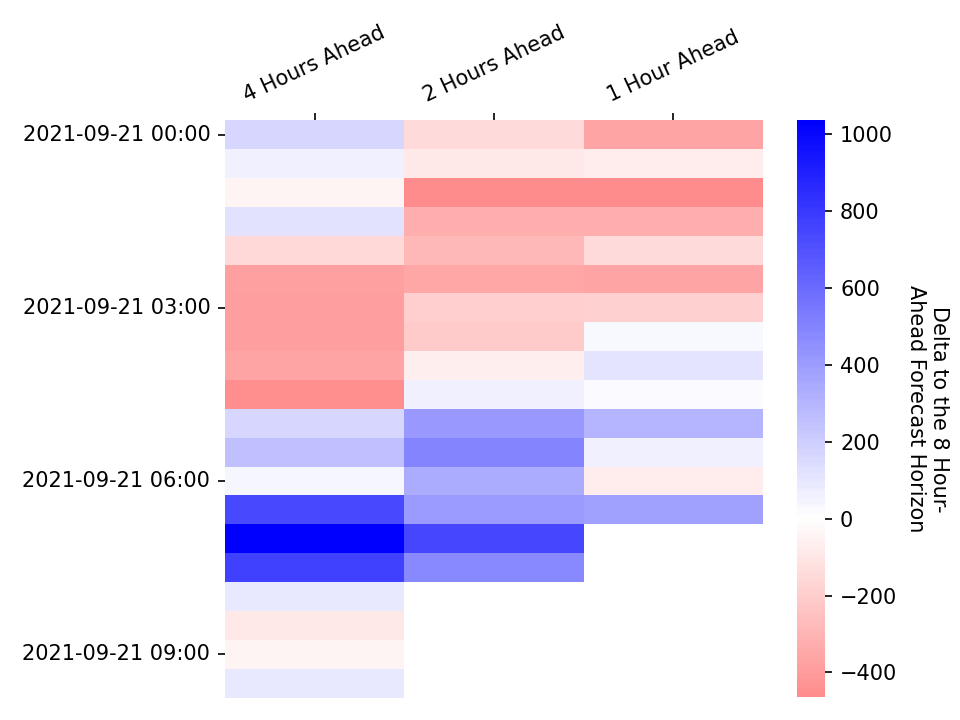 4 Hours Ahead
2 Hours Ahead
1 Hour Ahead
2021-09-21 00:00
2021-09-21 03:00
2021-09-21 06:00
2021-09-21 09:00
1000
800
600
400
200
0
−200
−400
Delta to the 8 Hour-
Ahead Forecast Horizon